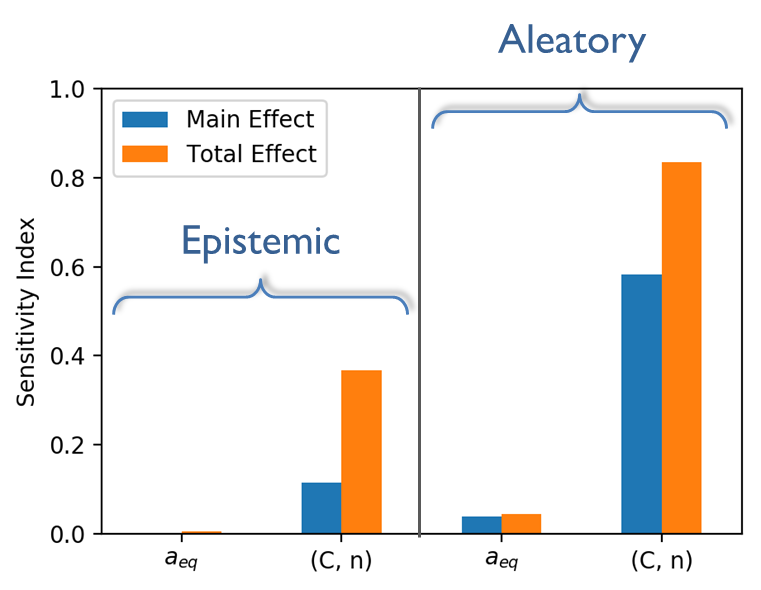 Aleatory
1.0
Main Effect
Total Effect
0.8
Epistemic
0.6
Sensitivity Index
0.4
0.2
0.0
a_eq (C, n) a_eq (C, n)